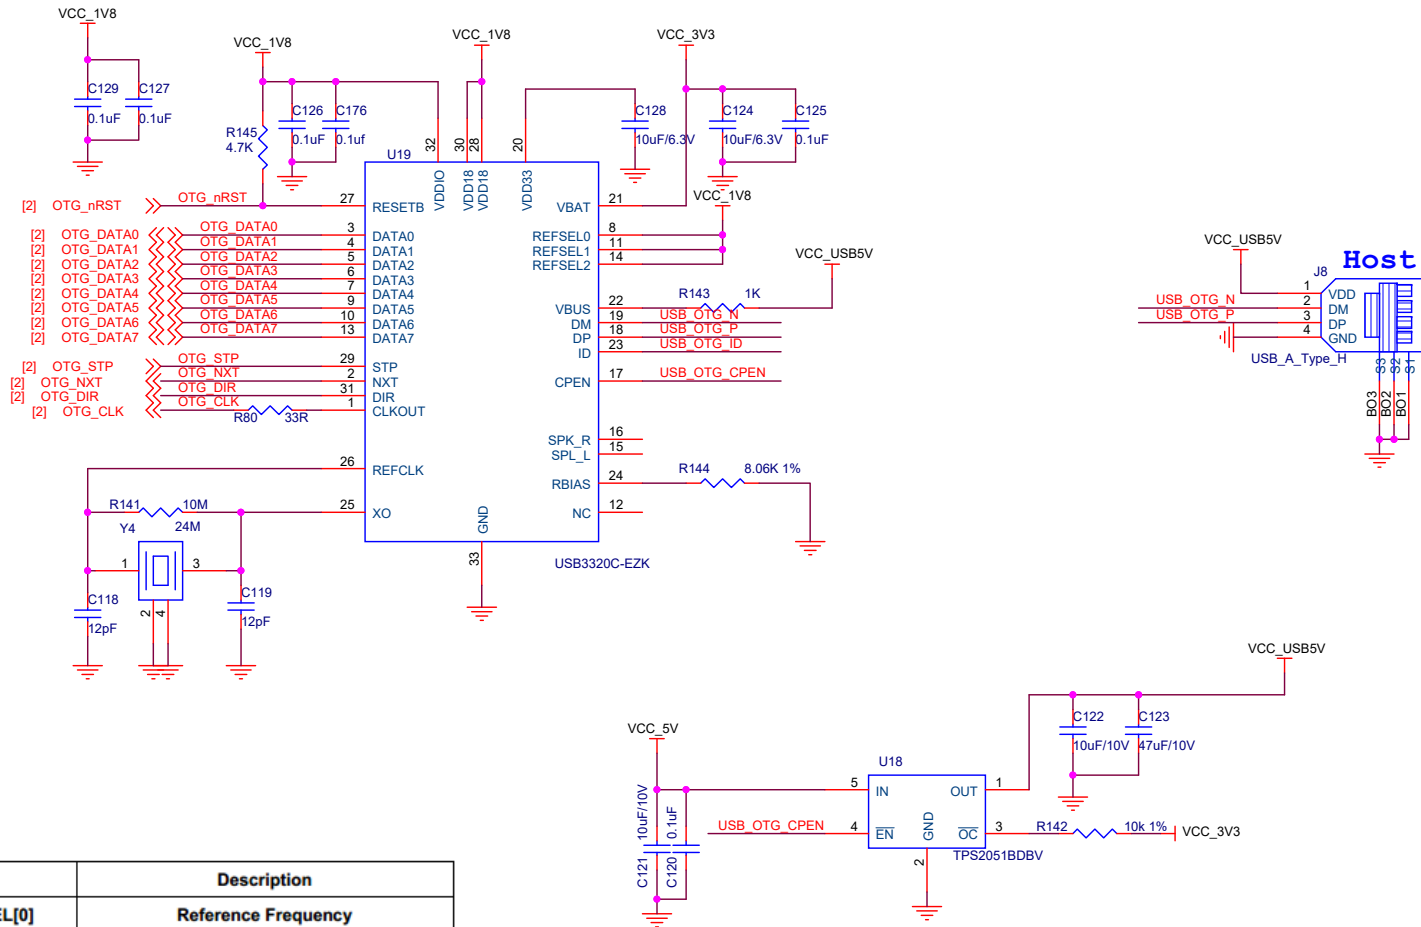 VCC_1V8
C129 C127
0.1uF 0.1uF
VCC_1V8
R145
4.7K
C126 C176
0.1uF 0.1uf
VCC_1V8
VCC_3V3
C128 C124 C125
10uF/6.3V 10uF/6.3V 0.1uF
U19
32 30 28 20
VDDIO VDD18 VDD18 VDD33
[2] OTG_nRST OTG_nRST 27 RESETB
[2] OTG_DATA0 OTG_DATA0 3 DATA0
[2] OTG_DATA1 OTG_DATA1 4 DATA1
[2] OTG_DATA2 OTG_DATA2 5 DATA2
[2] OTG_DATA3 OTG_DATA3 6 DATA3
[2] OTG_DATA4 OTG_DATA4 7 DATA4
[2] OTG_DATA5 OTG_DATA5 9 DATA5
[2] OTG_DATA6 OTG_DATA6 10 DATA6
[2] OTG_DATA7 OTG_DATA7 13 DATA7
[2] OTG_STP OTG_STP 29 STP
[2] OTG_NXT OTG_NXT 2 NXT
[2] OTG_DIR OTG_DIR 31 DIR
[2] OTG_CLK OTG_CLK 1 CLKOUT
R80 33R
26 REFCLK
R141 10M 25 XO
Y4 24M
1 3
2 4
C118
12pF
C119
12pF
GND
33
VBAT 21
VCC_1V8
REFSEL0 8
REFSEL1 11
REFSEL2 14
VCC_USB5V
VBUS 22 R143 1K
DM 19 USB_OTG_N
DP 18 USB_OTG_P
ID 23 USB_OTG_ID
CPEN 17 USB_OTG_CPEN
SPK_R 16
SPL_L 15
RBIAS 24 R144 8.06K 1%
NC 12
USB3320C-EZK
VCC_USB5V
Host
J8
1 VDD
USB_OTG_N 2 DM
USB_OTG_P 3 DP
4 GND
USB_A_Type_H
S3 S2 S1
BO3 BO2 BO1
VCC_USB5V
C122 C123
10uF/10V 47uF/10V
VCC_5V
C121 10uF/10V
C120 0.1uF
U18
5 IN OUT 1
USB_OTG_CPEN 4 EN GND OC 3 R142 10k 1% VCC_3V3
2
TPS2051BDBV
Description
EL[0] Reference Frequency